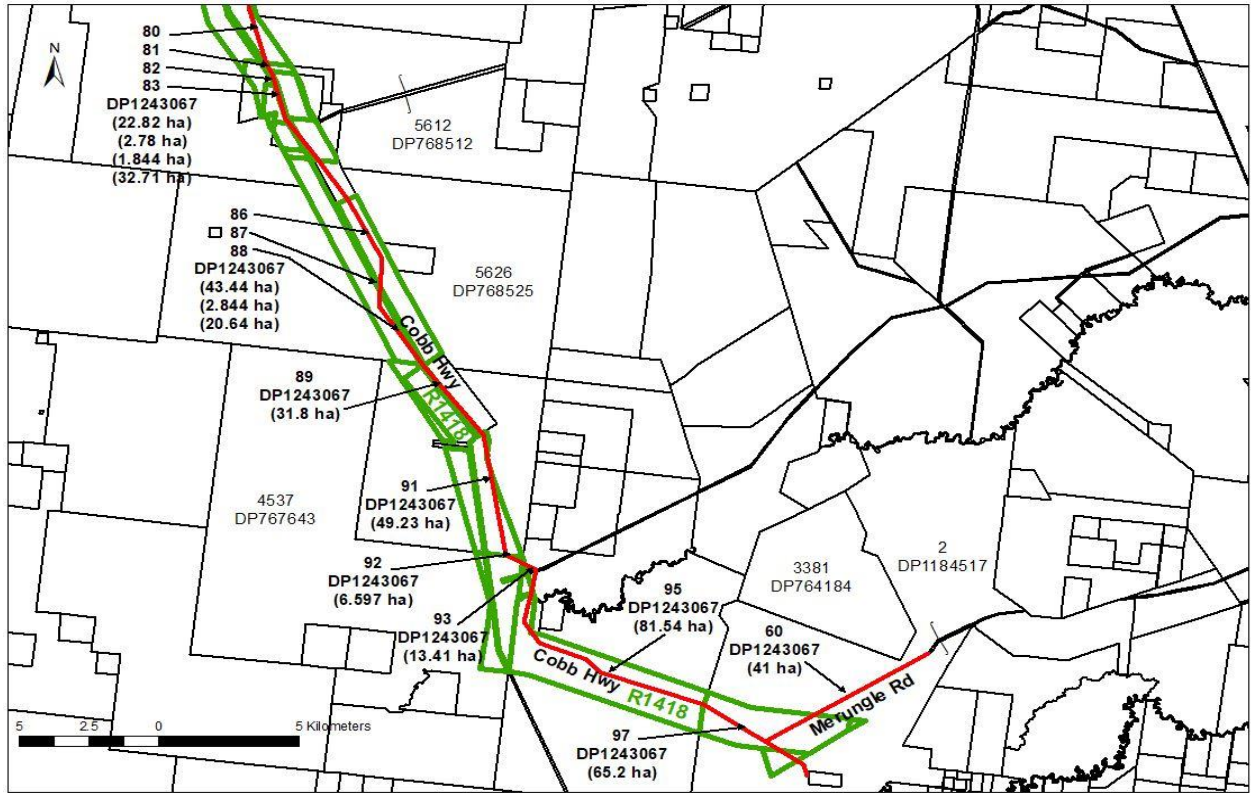 N
80
81
82
83
DP1243067
(22.82 ha)
(2.78 ha)
(1.844 ha)
(32.71 ha)
5612
DP768512
86
87
88
DP1243067
(43.44 ha)
(2.844 ha)
(20.64 ha)
5626
DP768525
Cobb Hwy
R1418
89
DP1243067
(31.8 ha)
4537
DP767643
91
DP1243067
(49.23 ha)
92
DP1243067
(6.597 ha)
93
DP1243067
(13.41 ha)
95
DP1243067
(81.54 ha)
3381
DP764184
2
DP1184517
60
DP1243067
(41 ha)
Cobb Hwy R1418
Merungle Rd
97
DP1243067
(65.2 ha)
5 2.5 0 5 Kilometers